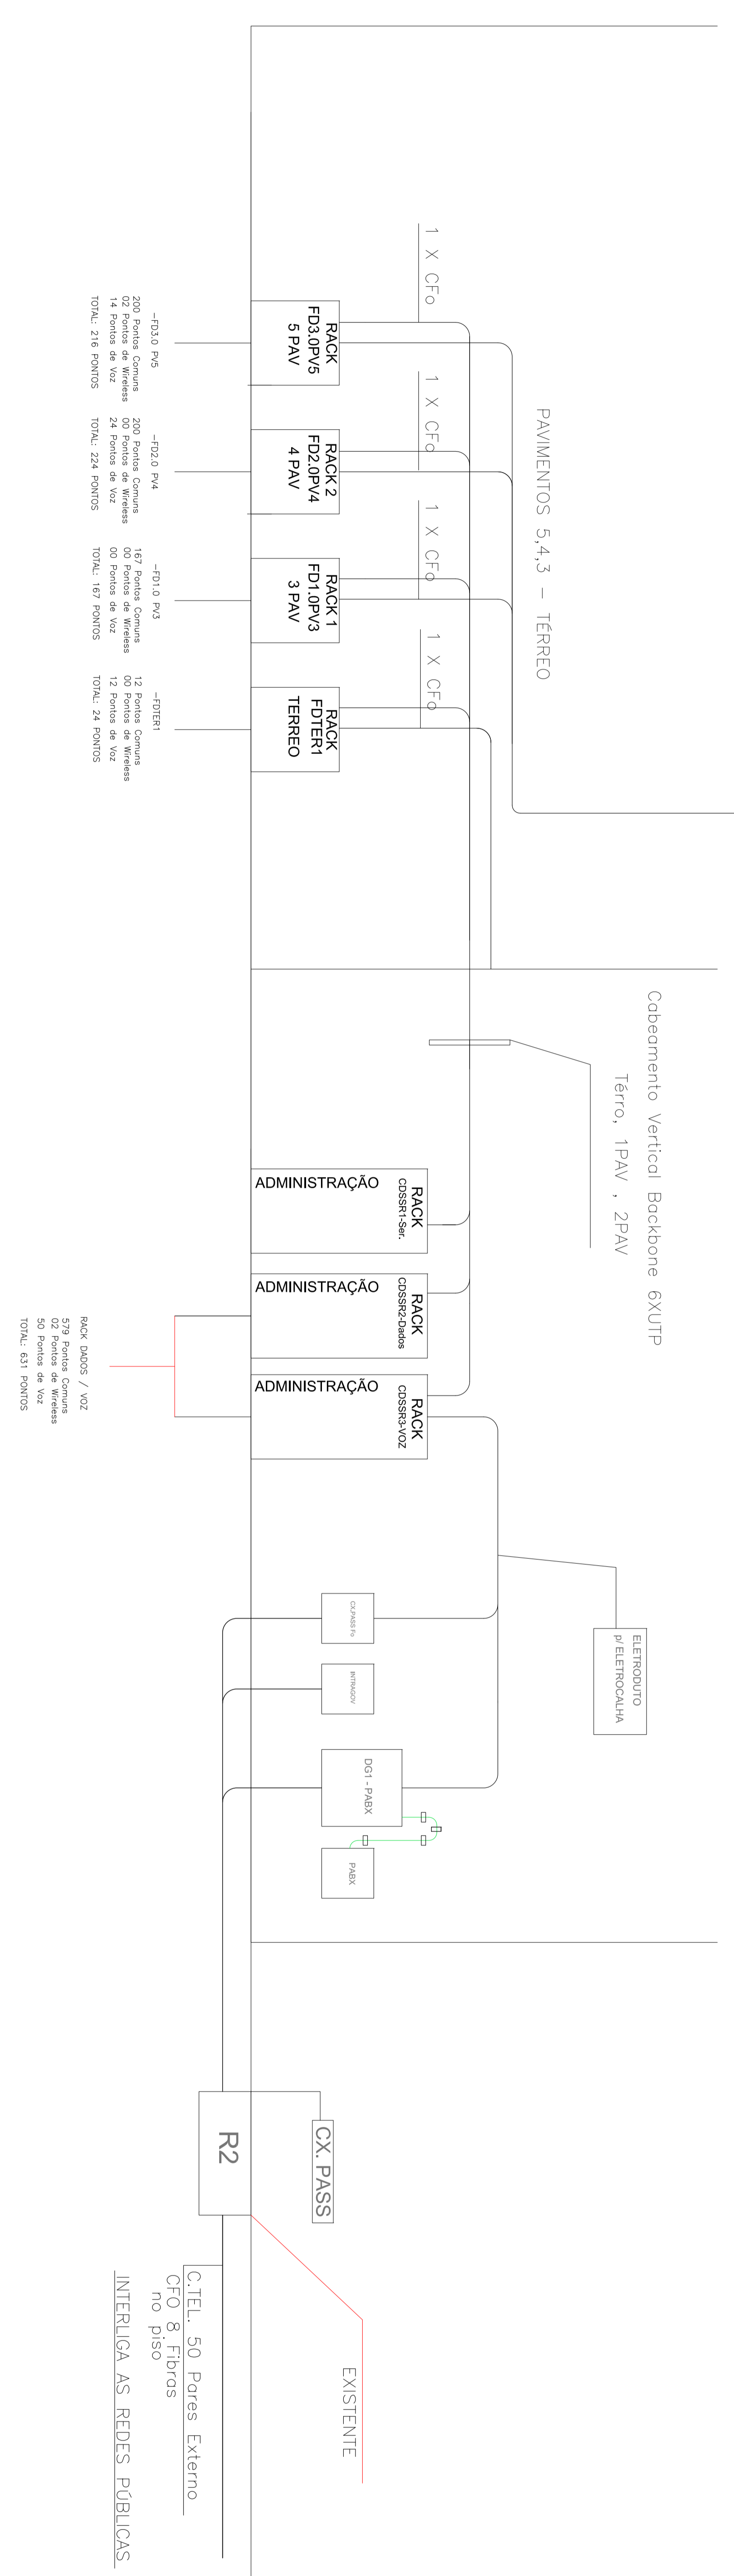 1 X CFo
1 X CFo
1 X CFo
1 X CFo
PAVIMENTOS 5,4,3 – TÉRREO
RACK
FD3.0PV5
5 PAV
RACK 2
FD2.0PV4
4 PAV
RACK 1
FD1.0PV3
3 PAV
RACK
FDTER1
TERREO
–FD3.0 PV5
200 Pontos Comuns
02 Pontos de Wireless
14 Pontos de Voz
TOTAL: 216 PONTOS
–FD2.0 PV4
200 Pontos Comuns
00 Pontos de Wireless
24 Pontos de Voz
TOTAL: 224 PONTOS
–FD1.0 PV3
167 Pontos Comuns
00 Pontos de Wireless
00 Pontos de Voz
TOTAL: 167 PONTOS
–FDTER1
12 Pontos Comuns
00 Pontos de Wireless
12 Pontos de Voz
TOTAL: 24 PONTOS
Cabeamento Vertical Backbone 6XUTP
Térro, 1PAV , 2PAV
RACK
CDSSR1-Ser.
ADMINISTRAÇÃO
RACK
CDSSR2-Dados
ADMINISTRAÇÃO
RACK
CDSSR3-VOZ
ADMINISTRAÇÃO
RACK DADOS / VOZ
579 Pontos Comuns
02 Pontos de Wireless
50 Pontos de Voz
TOTAL: 631 PONTOS
ELETRODUTO
p/ ELETROCALHA
CX.PASS Fo
INTRAGOV
DG1 - PABX
PABX
CX. PASS
R2
EXISTENTE
C.TEL. 50 Pares Externo
CFO 8 Fibras
no piso
INTERLIGA AS REDES PÚBLICAS